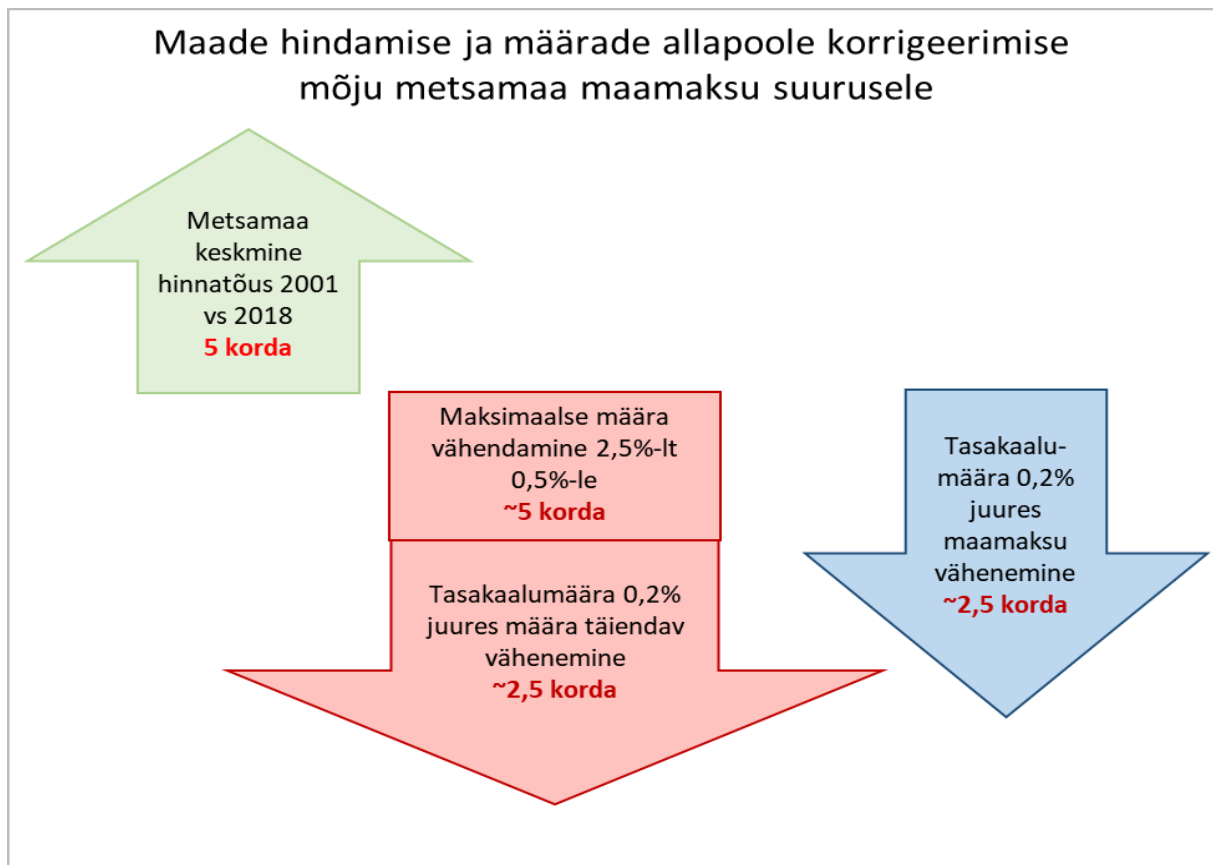 Maade hindamise ja määrade allapoole korrigeerimise
mõju metsamaa maamaksu suurusele
Metsamaa
keskmine
hinnatõus 2001
vs 2018
5 korda
Maksimaalse määra
vähendamine 2,5%-lt
0,5%-le
~5 korda
Tasakaalumäära 0,2%
juures määra täiendav
vähenemine
~2,5 korda
Tasakaalu-
määra 0,2%
juures
maamaksu
vähenemine
~2,5 korda